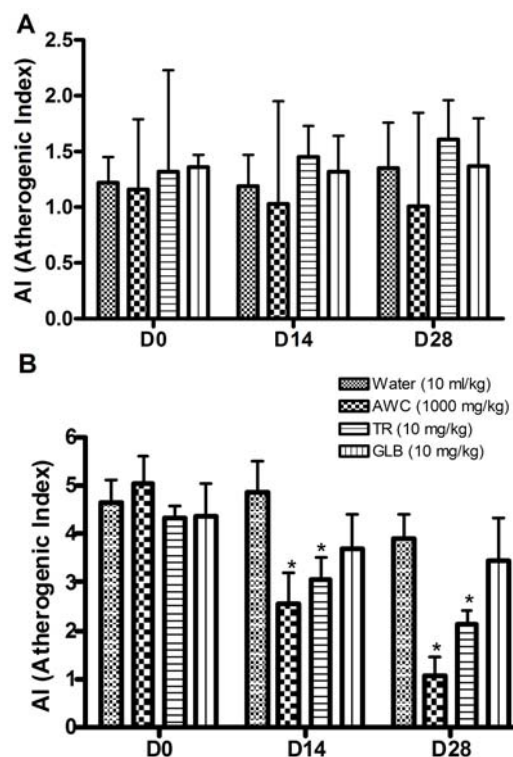 A
AI (Atherogenic Index)
2.5
2.0
1.5
1.0
0.5
0.0
D0 D14 D28
B
Water (10 ml/kg)
AWC (1000 mg/kg)
TR (10 mg/kg)
GLB (10 mg/kg)
AI (Atherogenic Index)
6
5
4
3
2
1
0
* *
* *
D0 D14 D28